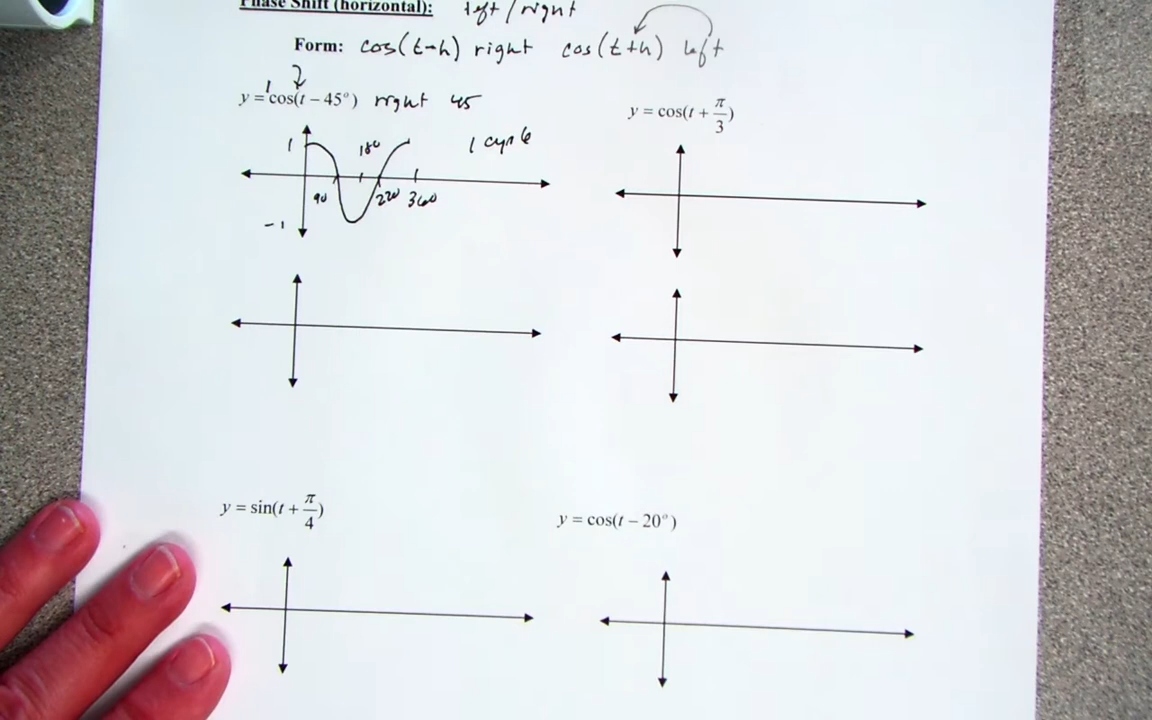 Phase Shift (horizontal): left/right
Form: cos(t-h) right cos(t+h) left
1
y = cos(t − 45°) right 45
y = cos(t + π/3)
1 180 1 cycle
90 270 360
-1
y = sin(t + π/4)
y = cos(t − 20°)